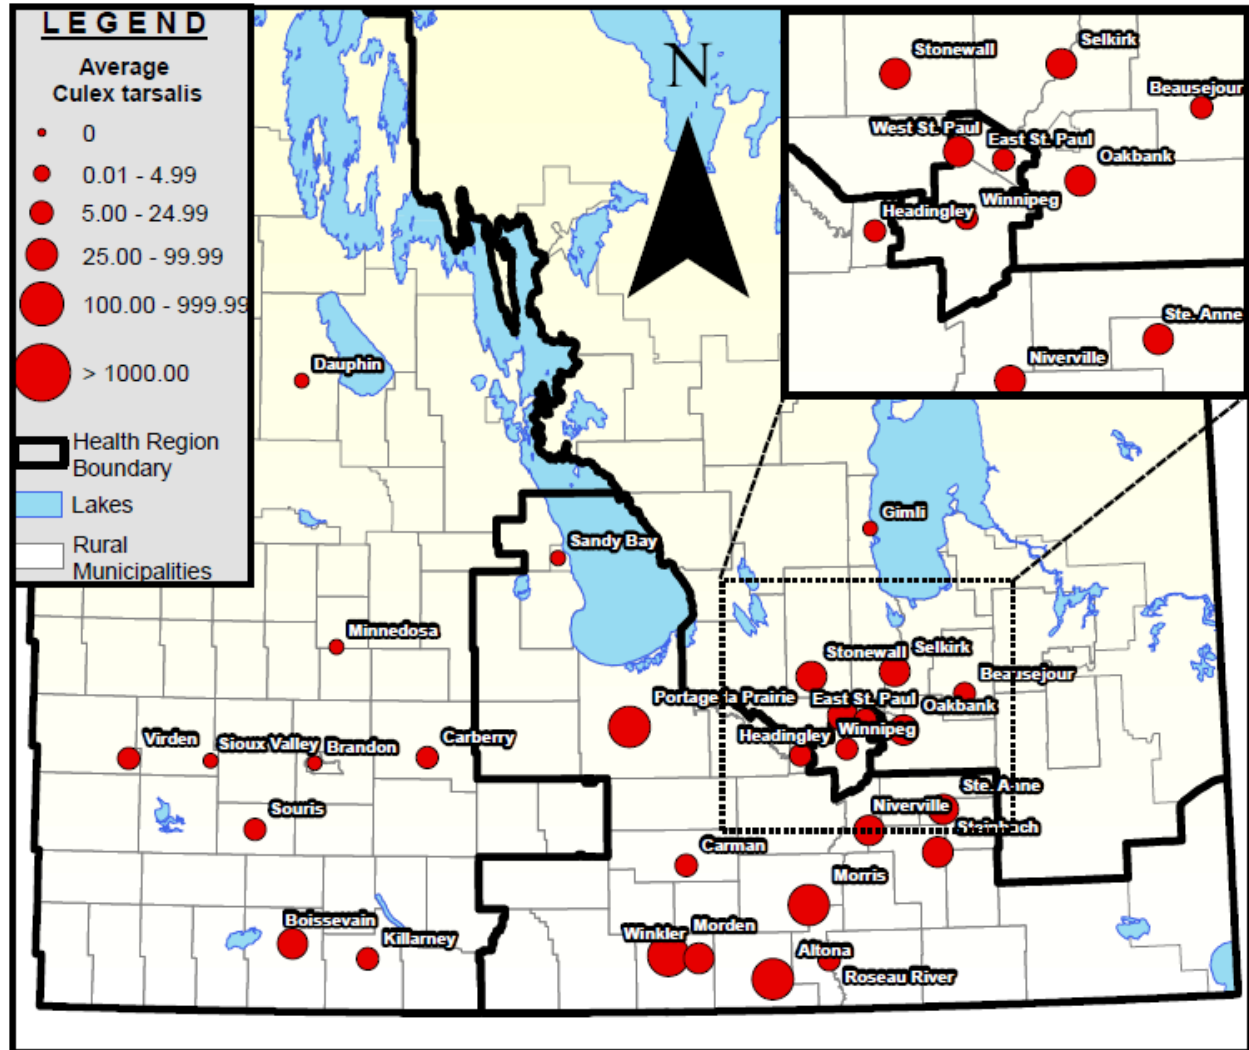 LEGEND
Average
Culex tarsalis
0
0.01 - 4.99
5.00 - 24.99
25.00 - 99.99
100.00 - 999.99
> 1000.00
Health Region
Boundary
Lakes
Rural
Municipalities
N
Stonewall
Selkirk
Beausejour
West St. Paul
East St. Paul
Oakbank
Headingley
Winnipeg
Ste. Anne
Niverville
Dauphin
Gimli
Sandy Bay
Minnedosa
Stonewall
Selkirk
Beausejour
Portage la Prairie
East St. Paul
Oakbank
Headingley
Winnipeg
Virden
Sioux Valley
Brandon
Carberry
Souris
Ste. Anne
Niverville
Steinbach
Carman
Morris
Boissevain
Killarney
Winkler
Morden
Altona
Roseau River